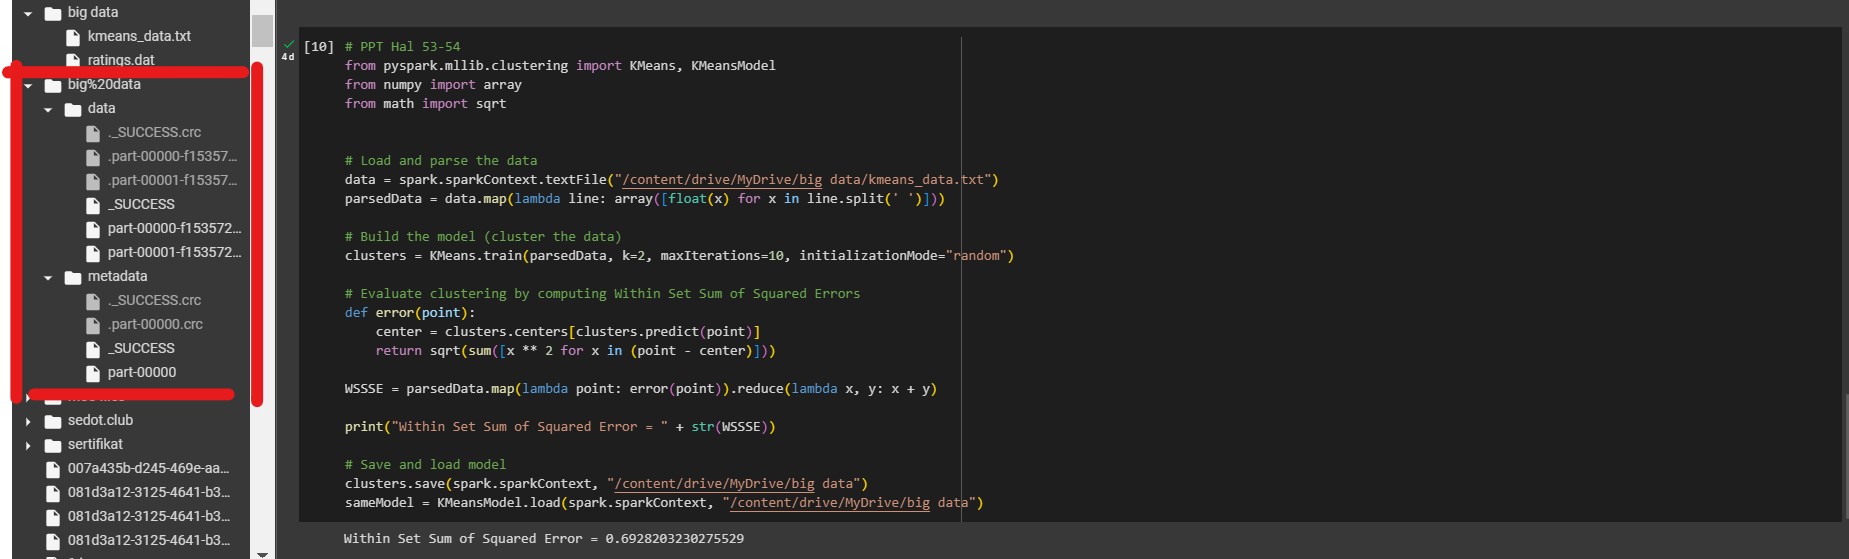 big data
kmeans_data.txt
ratings.dat
big%20data
data
._SUCCESS.crc
.part-00000-f15357...
.part-00001-f15357...
_SUCCESS
part-00000-f153572...
part-00001-f153572...
metadata
._SUCCESS.crc
.part-00000.crc
_SUCCESS
part-00000
sedot.club
sertifikat
007a435b-d245-469e-aa...
081d3a12-3125-4641-b3...
081d3a12-3125-4641-b3...
081d3a12-3125-4641-b3...
4d
[10] # PPT Hal 53-54
from pyspark.mllib.clustering import KMeans, KMeansModel
from numpy import array
from math import sqrt
# Load and parse the data
data = spark.sparkContext.textFile("/content/drive/MyDrive/big data/kmeans_data.txt")
parsedData = data.map(lambda line: array([float(x) for x in line.split(' ')]))
# Build the model (cluster the data)
clusters = KMeans.train(parsedData, k=2, maxIterations=10, initializationMode="random")
# Evaluate clustering by computing Within Set Sum of Squared Errors
def error(point):
    center = clusters.centers[clusters.predict(point)]
    return sqrt(sum([x ** 2 for x in (point - center)]))
WSSSE = parsedData.map(lambda point: error(point)).reduce(lambda x, y: x + y)
print("Within Set Sum of Squared Error = " + str(WSSSE))
# Save and load model
clusters.save(spark.sparkContext, "/content/drive/MyDrive/big data")
sameModel = KMeansModel.load(spark.sparkContext, "/content/drive/MyDrive/big data")
Within Set Sum of Squared Error = 0.6928203230275529